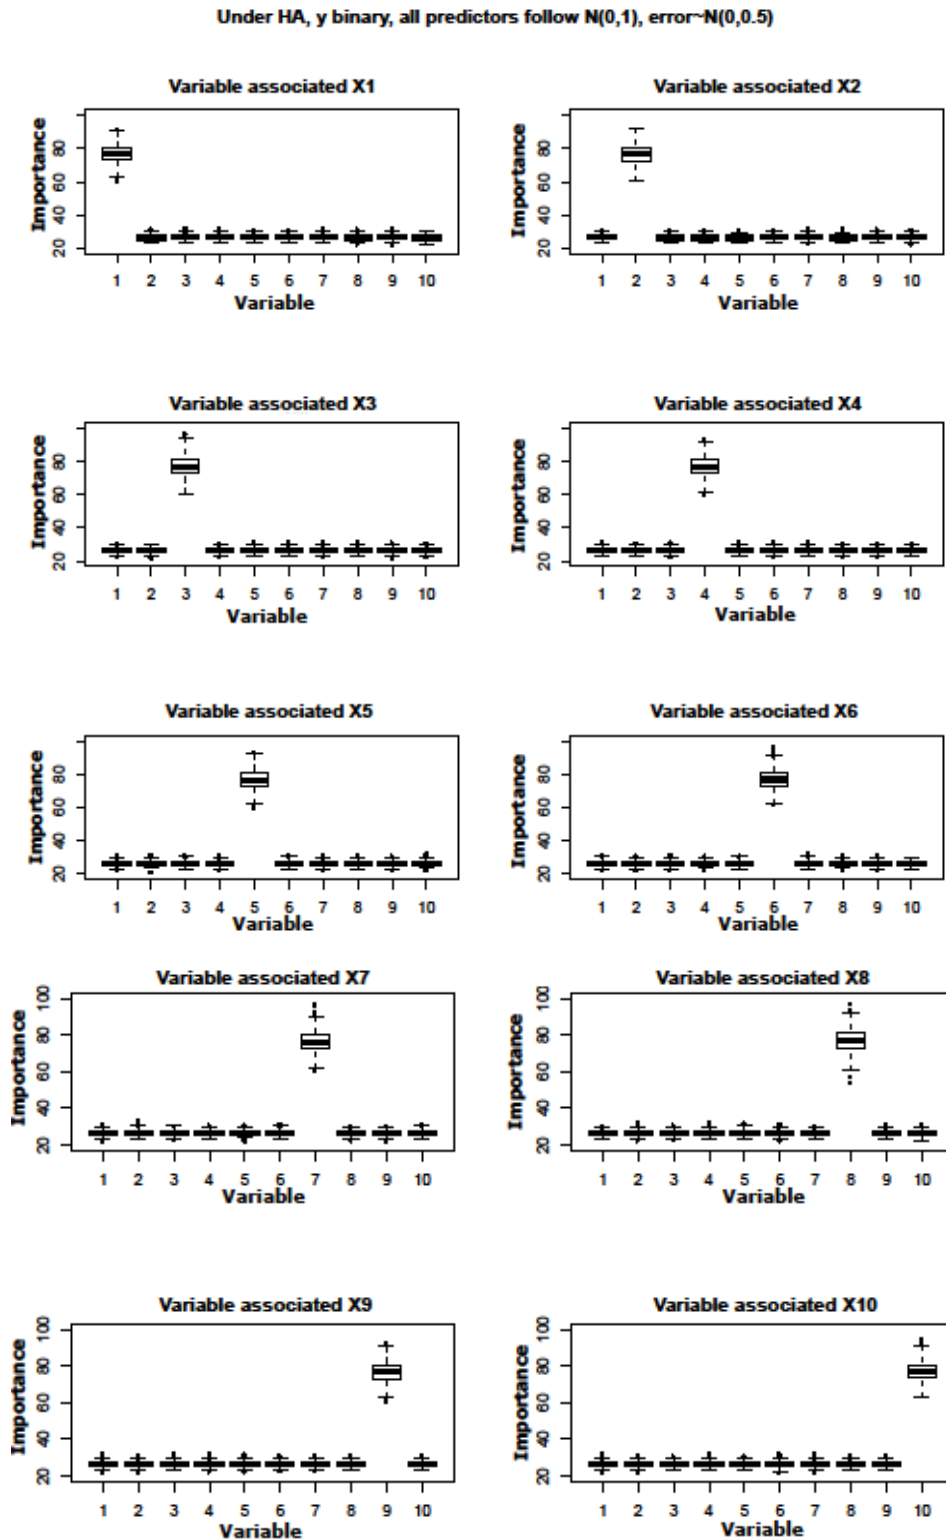 Under HA, y binary, all predictors follow N(0,1), error~N(0,0.5)
Variable associated X1
Importance
80
60
40
20
1 2 3 4 5 6 7 8 9 10
Variable
Variable associated X2
Importance
80
60
40
20
1 2 3 4 5 6 7 8 9 10
Variable
Variable associated X3
Importance
80
60
40
20
1 2 3 4 5 6 7 8 9 10
Variable
Variable associated X4
Importance
80
60
40
20
1 2 3 4 5 6 7 8 9 10
Variable
Variable associated X5
Importance
80
60
40
20
1 2 3 4 5 6 7 8 9 10
Variable
Variable associated X6
Importance
80
60
40
20
1 2 3 4 5 6 7 8 9 10
Variable
Variable associated X7
Importance
100
80
60
40
20
1 2 3 4 5 6 7 8 9 10
Variable
Variable associated X8
Importance
100
80
60
40
20
1 2 3 4 5 6 7 8 9 10
Variable
Variable associated X9
Importance
100
80
60
40
20
1 2 3 4 5 6 7 8 9 10
Variable
Variable associated X10
Importance
100
80
60
40
20
1 2 3 4 5 6 7 8 9 10
Variable